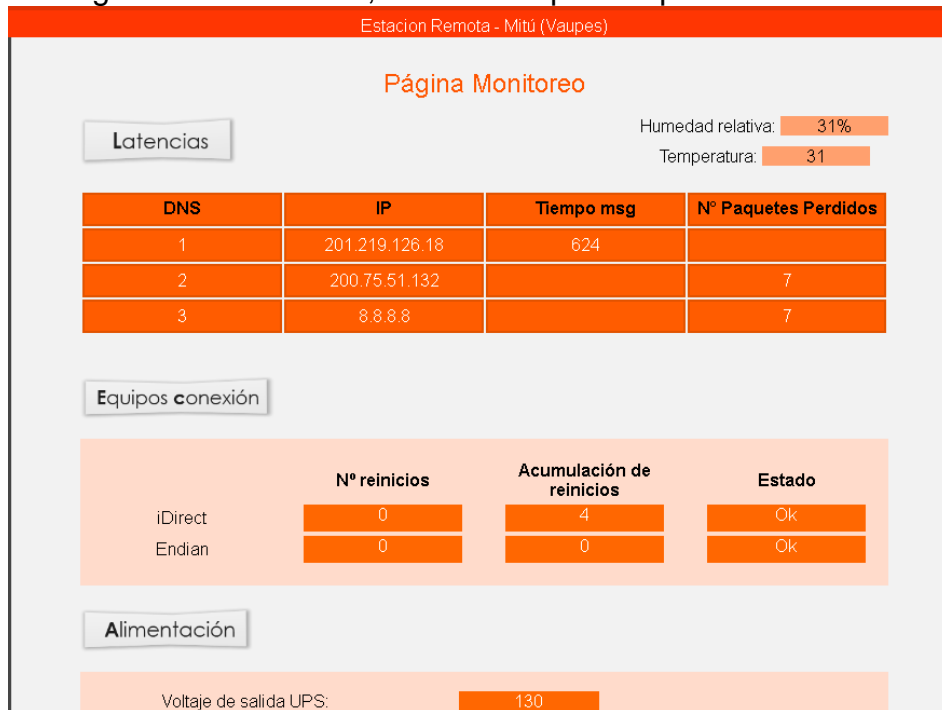 Estacion Remota - Mitú (Vaupes)
Página Monitoreo
Latencias
Humedad relativa: 31%
Temperatura: 31
DNS IP Tiempo msg Nº Paquetes Perdidos
1 201.219.126.18 624
2 200.75.51.132 7
3 8.8.8.8 7
Equipos conexión
Nº reinicios Acumulación de reinicios Estado
iDirect 0 4 Ok
Endian 0 0 Ok
Alimentación
Voltaje de salida UPS: 130